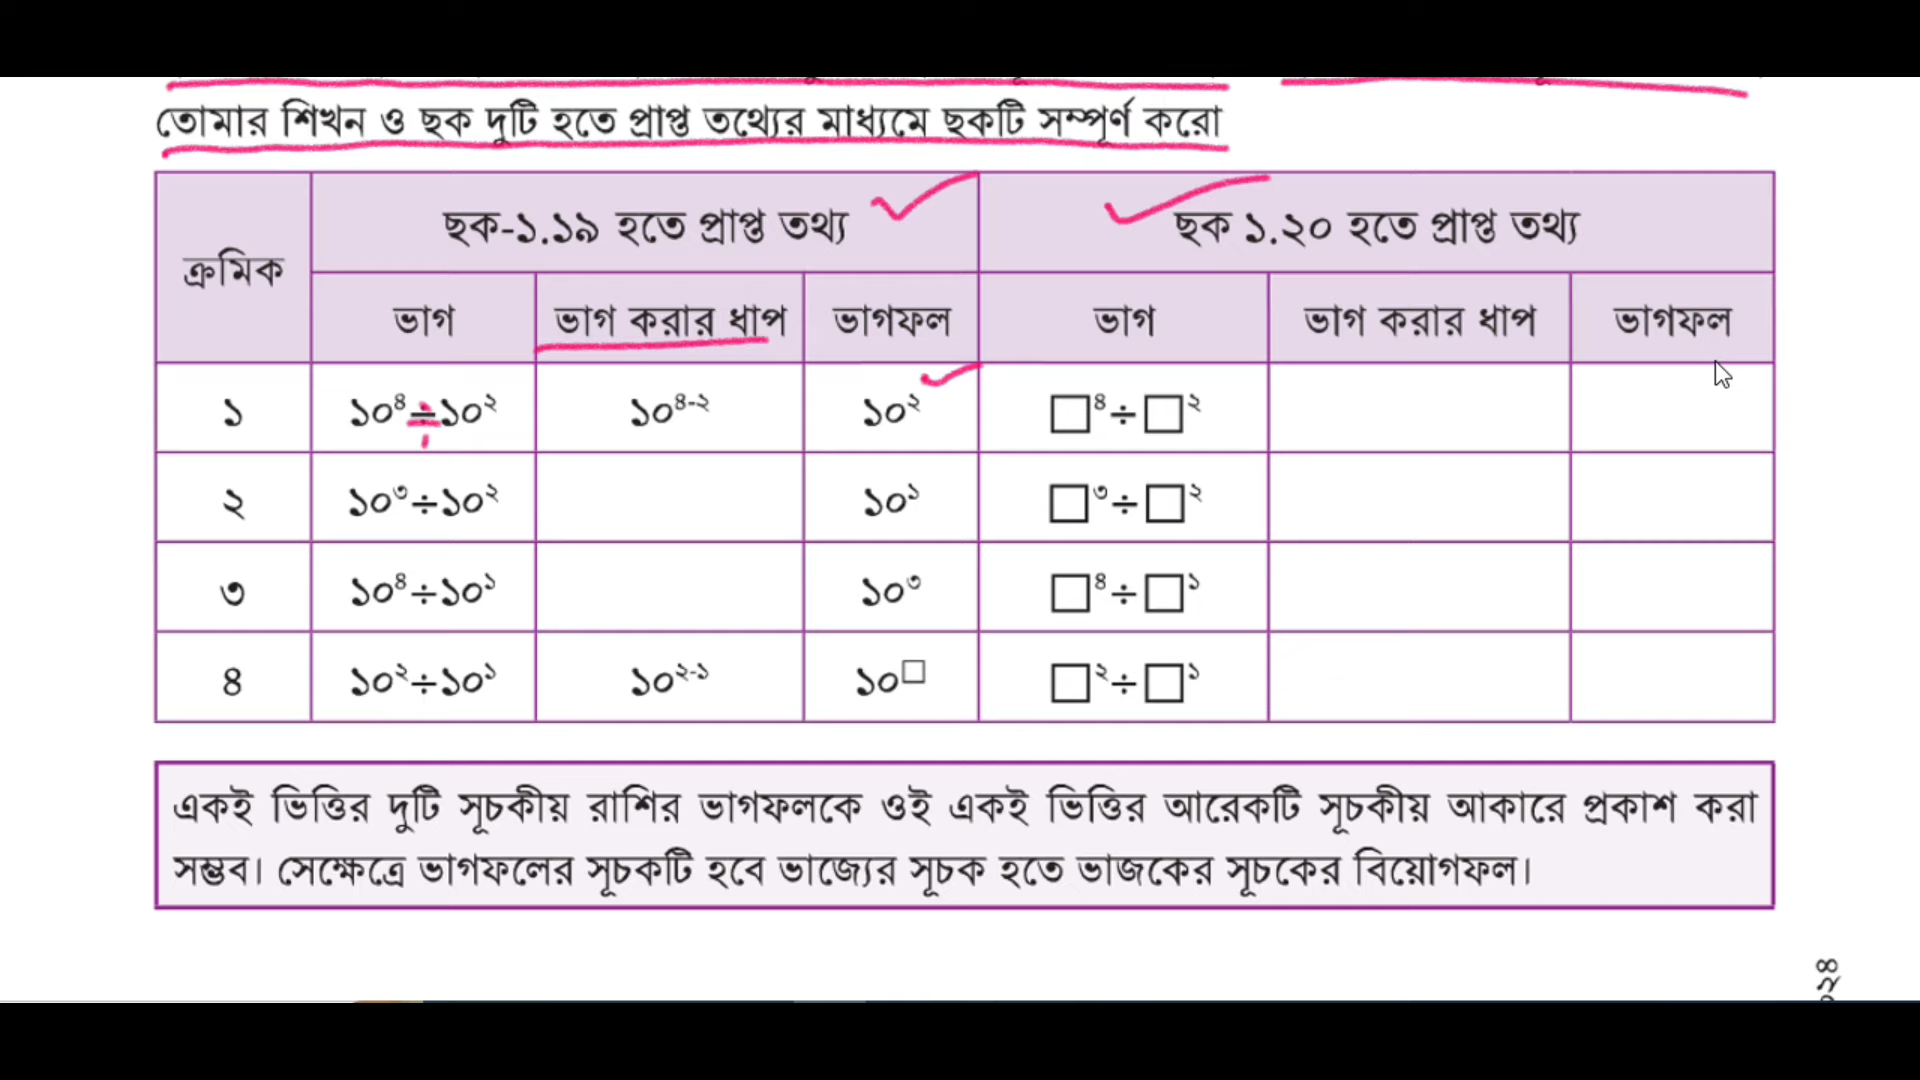 তোমার শিখন ও ছক দুটি হতে প্রাপ্ত তথ্যের মাধ্যমে ছকটি সম্পূর্ণ করো
ক্রমিক ছক-১.১৯ হতে প্রাপ্ত তথ্য ছক ১.২০ হতে প্রাপ্ত তথ্য
ভাগ ভাগ করার ধাপ ভাগফল ভাগ ভাগ করার ধাপ ভাগফল
১ ১০⁴÷১০² ১০⁴⁻² ১০² □⁴÷□²
২ ১০³÷১০² ১০¹ □³÷□²
৩ ১০⁴÷১০¹ ১০³ □⁴÷□¹
৪ ১০²÷১০¹ ১০²⁻¹ ১০□ □²÷□¹
একই ভিত্তির দুটি সূচকীয় রাশির ভাগফলকে ওই একই ভিত্তির আরেকটি সূচকীয় আকারে প্রকাশ করা
সম্ভব। সেক্ষেত্রে ভাগফলের সূচকটি হবে ভাজ্যের সূচক হতে ভাজকের সূচকের বিয়োগফল।